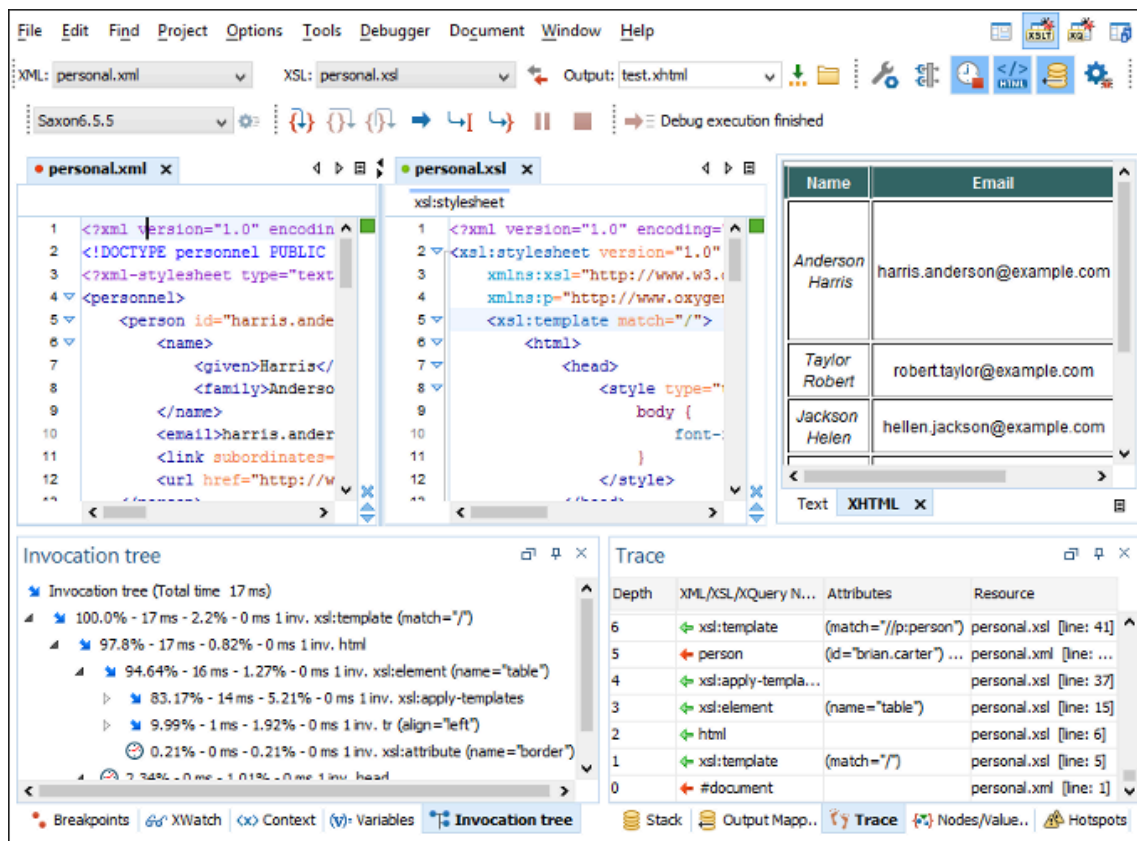 File Edit Find Project Options Tools Debugger Document Window Help
XSLT XQ
XML: personal.xml XSL: personal.xsl Output: test.xhtml
</> HTML
Saxon6.5.5 Debug execution finished
personal.xml
1 <?xml version="1.0" encodin
2 <!DOCTYPE personnel PUBLIC
3 <?xml-stylesheet type="text
4 <personnel>
5 <person id="harris.ande
6 <name>
7 <given>Harris</
8 <family>Anderso
9 </name>
10 <email>harris.ander
11 <link subordinates=
12 <url href="http://w
personal.xsl
xsl:stylesheet
1 <?xml version="1.0" encoding=
2 <xsl:stylesheet version="1.0"
3 xmlns:xsl="http://www.w3.o
4 xmlns:p="http://www.oxygen
5 <xsl:template match="/">
6 <html>
7 <head>
8 <style type="
9 body {
10 font-
11 }
12 </style>
Name Email
Anderson
Harris
harris.anderson@example.com
Taylor
Robert
robert.taylor@example.com
Jackson
Helen
hellen.jackson@example.com
Text XHTML
Invocation tree
Invocation tree (Total time 17 ms)
100.0% - 17 ms - 2.2% - 0 ms 1 inv. xsl:template (match="/")
97.8% - 17 ms - 0.82% - 0 ms 1 inv. html
94.64% - 16 ms - 1.27% - 0 ms 1 inv. xsl:element (name="table")
83.17% - 14 ms - 5.21% - 0 ms 1 inv. xsl:apply-templates
9.99% - 1 ms - 1.92% - 0 ms 1 inv. tr (align="left")
0.21% - 0 ms - 0.21% - 0 ms 1 inv. xsl:attribute (name="border")
2.34% - 0 ms - 1.01% - 0 ms 1 inv. head
Breakpoints XWatch Context Variables Invocation tree
Trace
Depth XML/XSL/XQuery N... Attributes Resource
6 xsl:template (match="//p:person") personal.xsl [line: 41]
5 person (id="brian.carter") ... personal.xml [line: ...
4 xsl:apply-templa... personal.xsl [line: 37]
3 xsl:element (name="table") personal.xsl [line: 15]
2 html personal.xsl [line: 6]
1 xsl:template (match="/") personal.xsl [line: 5]
0 #document personal.xml [line: 1]
Stack Output Mapp.. Trace Nodes/Value.. Hotspots